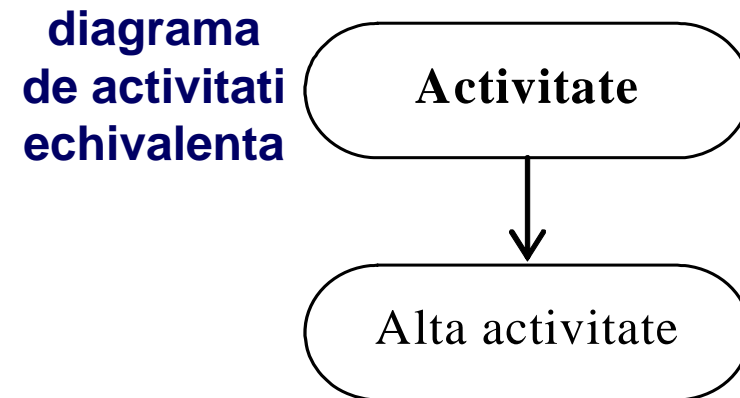 diagrama
de activitati
echivalenta
Activitate
Alta activitate